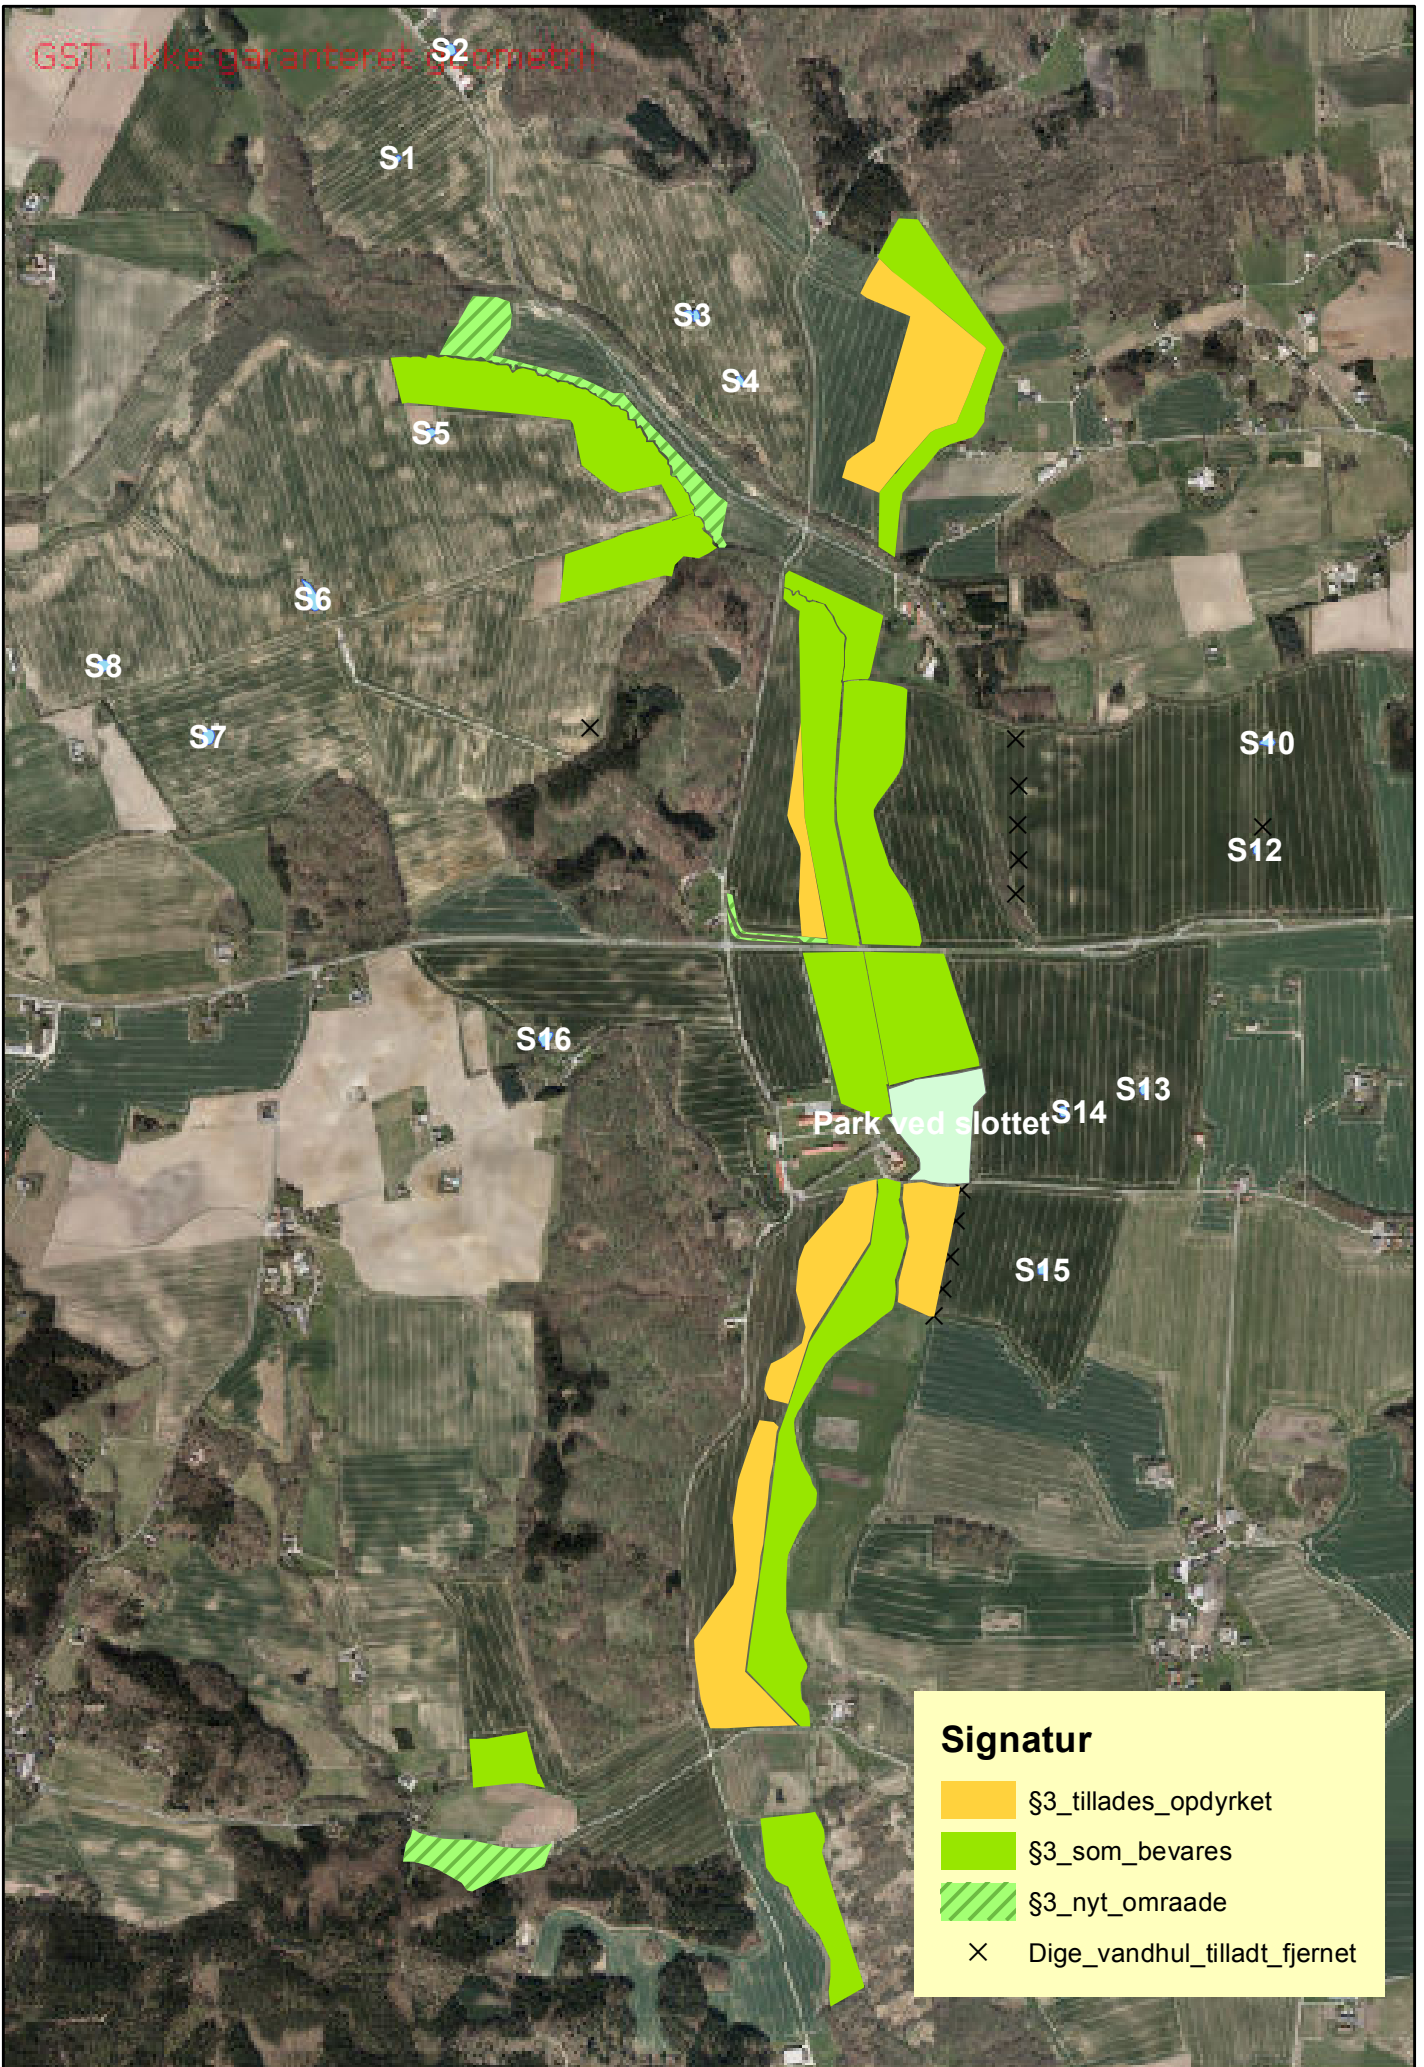 GST: Ikke garanteret geometri!
S2
S1
S3
S4
S5
S6
S8
S7
S10
S12
S16
S13
S14
Park ved slottet
S15
Signatur
§3_tillades_opdyrket
§3_som_bevares
§3_nyt_omraade
Dige_vandhul_tilladt_fjernet